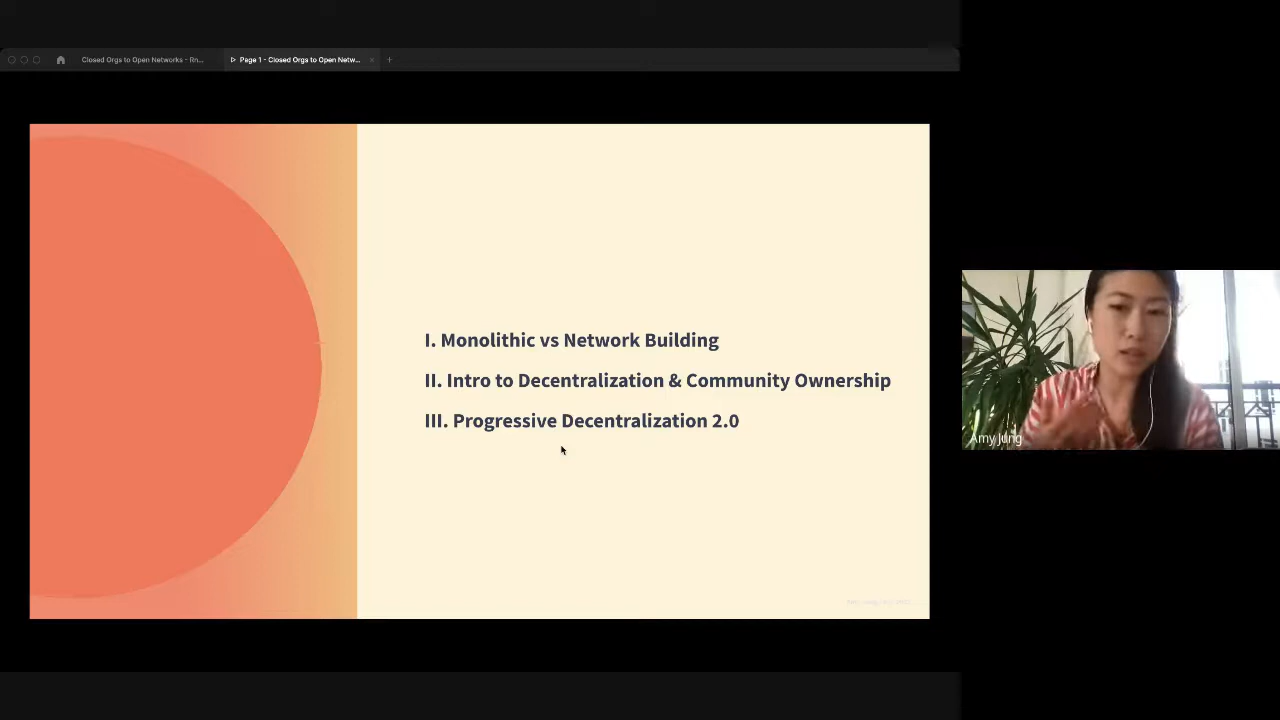 Closed Orgs to Open Networks - Rn...
Page 1 - Closed Orgs to Open Netw...
I. Monolithic vs Network Building
II. Intro to Decentralization & Community Ownership
III. Progressive Decentralization 2.0
Amy Jung